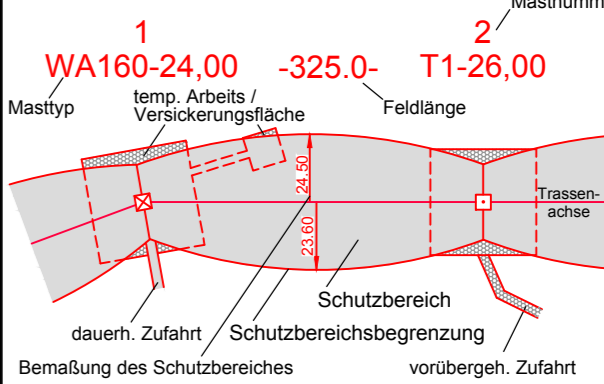 Mastnumm
1
2
WA160-24,00
-325.0-
T1-26,00
Masttyp
temp. Arbeits /
Versickerungsfläche
Feldlänge
24.50
23.60
Trassen-
achse
Schutzbereich
dauerh. Zufahrt
Schutzbereichsbegrenzung
Bemaßung des Schutzbereiches
vorübergeh. Zufahrt